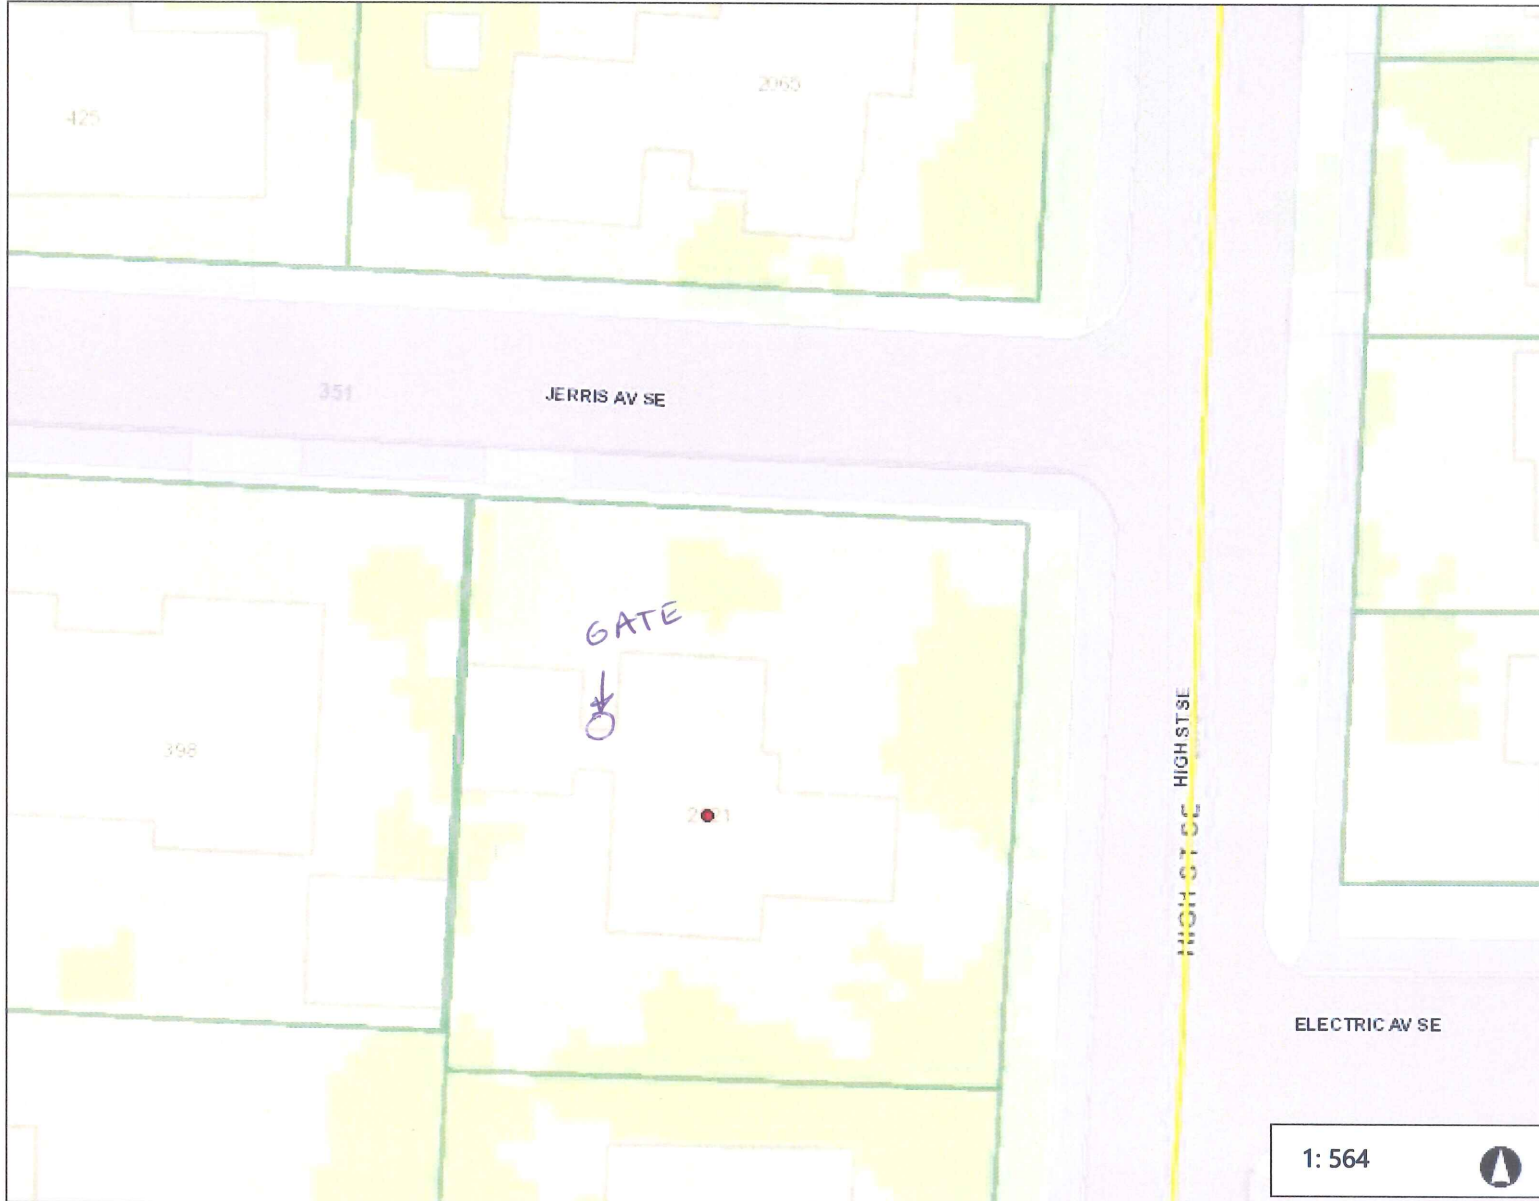 2065
425
351
JERRIS AV SE
GATE
398
HIGH ST SE
HIGH ST SE
ELECTRIC AV SE
1: 564